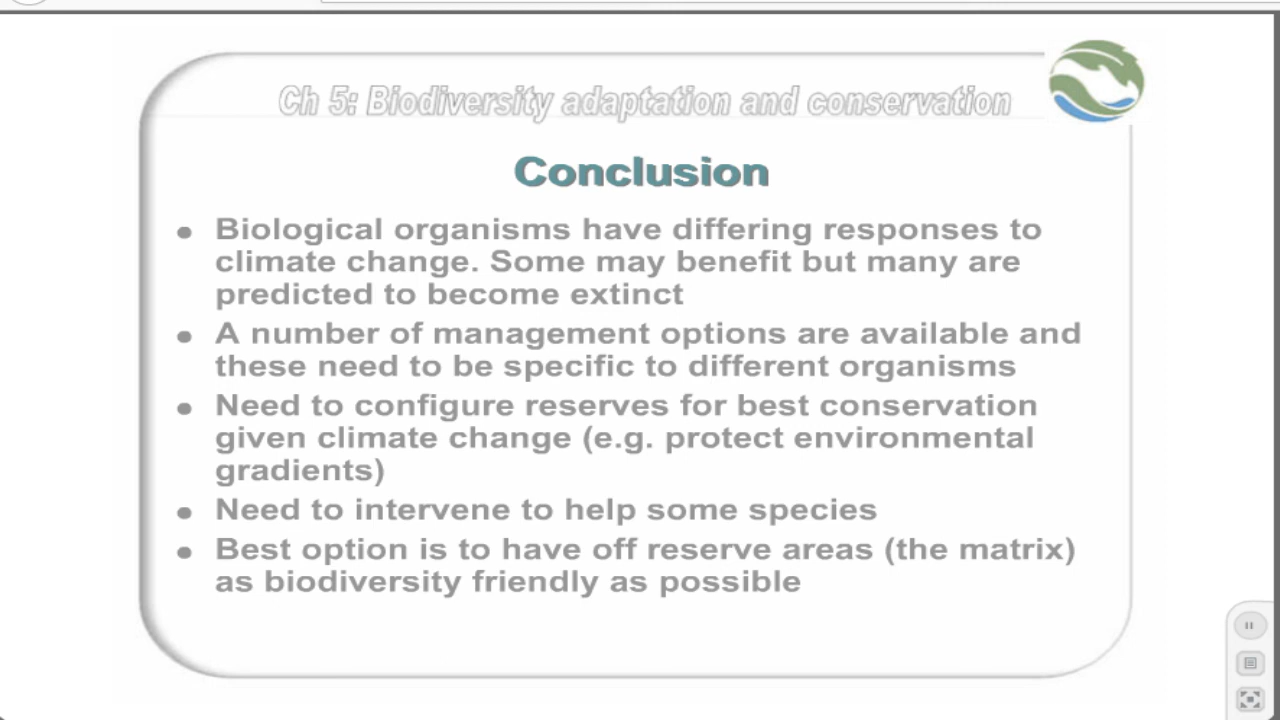 Ch 5: Biodiversity adaptation and conservation
Conclusion
• Biological organisms have differing responses to
climate change. Some may benefit but many are
predicted to become extinct
• A number of management options are available and
these need to be specific to different organisms
• Need to configure reserves for best conservation
given climate change (e.g. protect environmental
gradients)
• Need to intervene to help some species
• Best option is to have off reserve areas (the matrix)
as biodiversity friendly as possible